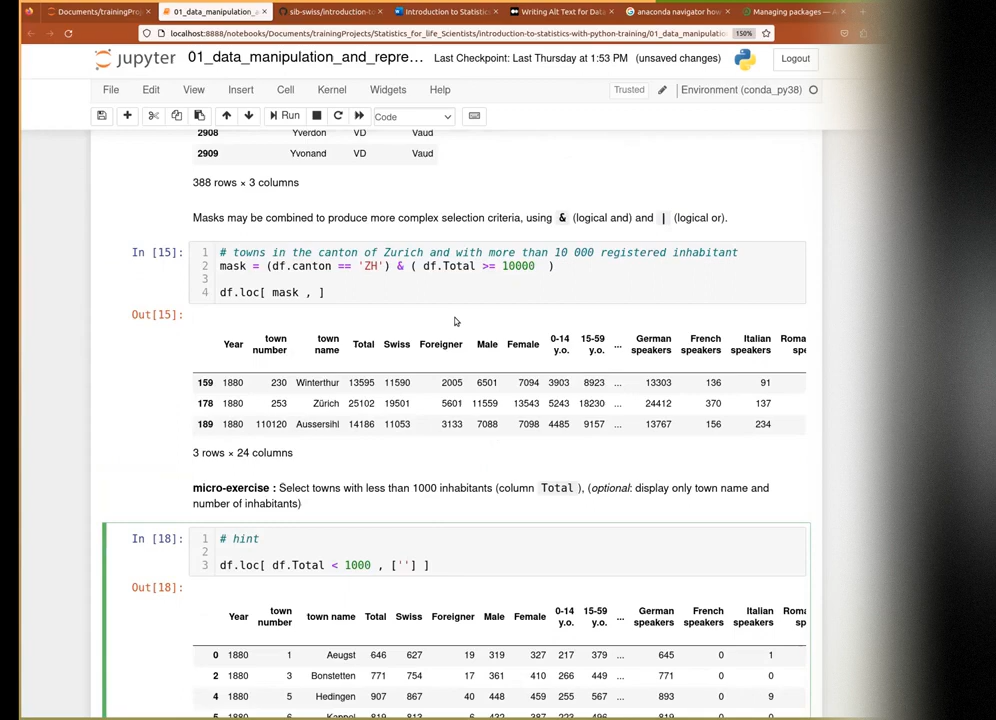 Documents/trainingProj
01_data_manipulation_a
sib-swiss/introduction-to
Introduction to Statistic
Writing Alt Text for Data
anaconda navigator how
Managing packages — A
localhost:8888/notebooks/Documents/trainingProjects/Statistics_for_life_Scientists/introduction-to-statistics-with-python-training/01_data_manipulatio
150%
jupyter 01_data_manipulation_and_repre… Last Checkpoint: Last Thursday at 1:53 PM (unsaved changes) Logout
File Edit View Insert Cell Kernel Widgets Help Trusted Environment (conda_py38)
Run Code
2908 Yverdon VD Vaud
2909 Yvonand VD Vaud
388 rows × 3 columns
Masks may be combined to produce more complex selection criteria, using & (logical and) and | (logical or).
In [15]: 1 # towns in the canton of Zurich and with more than 10 000 registered inhabitant
2 mask = (df.canton == 'ZH') & ( df.Total >= 10000 )
3
4 df.loc[ mask , ]
Out[15]:
Year town number town name Total Swiss Foreigner Male Female 0-14 y.o. 15-59 y.o. ... German speakers French speakers Italian speakers Roma spe
159 1880 230 Winterthur 13595 11590 2005 6501 7094 3903 8923 ... 13303 136 91
178 1880 253 Zürich 25102 19501 5601 11559 13543 5243 18230 ... 24412 370 137
189 1880 110120 Aussersihl 14186 11053 3133 7088 7098 4485 9157 ... 13767 156 234
3 rows × 24 columns
micro-exercise : Select towns with less than 1000 inhabitants (column Total ), (optional: display only town name and
number of inhabitants)
In [18]: 1 # hint
2
3 df.loc[ df.Total < 1000 , [''] ]
Out[18]:
Year town number town name Total Swiss Foreigner Male Female 0-14 y.o. 15-59 y.o. ... German speakers French speakers Italian speakers Roma spe
0 1880 1 Aeugst 646 627 19 319 327 217 379 ... 645 0 1
2 1880 3 Bonstetten 771 754 17 361 410 266 449 ... 771 0 0
4 1880 5 Hedingen 907 867 40 448 459 255 567 ... 893 0 9